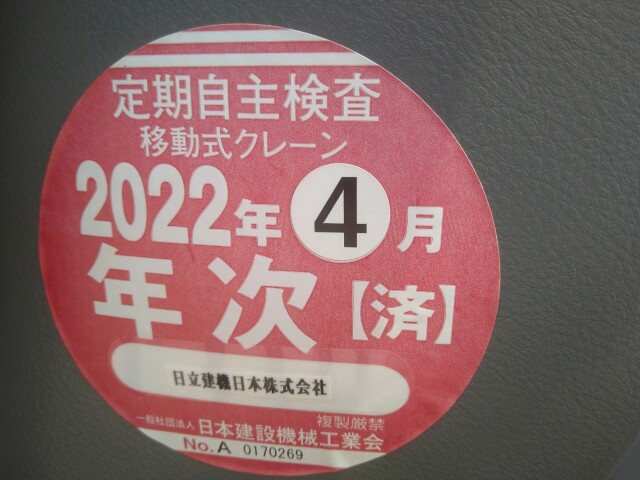 定期自主検査
移動式クレーン
2022年4月
年次【済】
日立建機日本株式会社
複製厳禁
一般社団法人 日本建設機械工業会
No.A 0170269